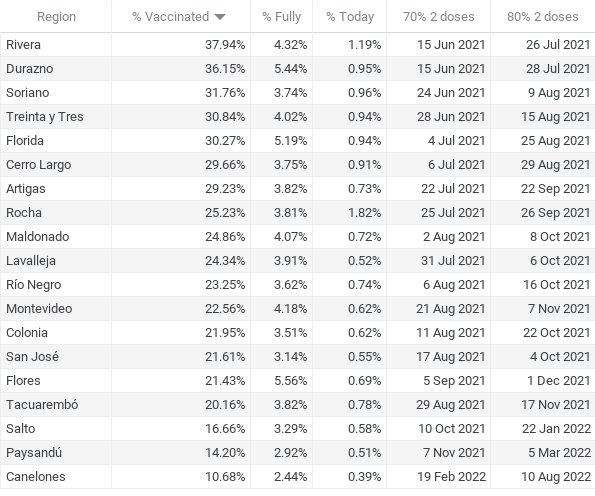 Region % Vaccinated % Fully % Today 70% 2 doses 80% 2 doses
Rivera 37.94% 4.32% 1.19% 15 Jun 2021 26 Jul 2021
Durazno 36.15% 5.44% 0.95% 15 Jun 2021 28 Jul 2021
Soriano 31.76% 3.74% 0.96% 24 Jun 2021 9 Aug 2021
Treinta y Tres 30.84% 4.02% 0.94% 28 Jun 2021 15 Aug 2021
Florida 30.27% 5.19% 0.94% 4 Jul 2021 25 Aug 2021
Cerro Largo 29.66% 3.75% 0.91% 6 Jul 2021 29 Aug 2021
Artigas 29.23% 3.82% 0.73% 22 Jul 2021 22 Sep 2021
Rocha 25.23% 3.81% 1.82% 25 Jul 2021 26 Sep 2021
Maldonado 24.86% 4.07% 0.72% 2 Aug 2021 8 Oct 2021
Lavalleja 24.34% 3.91% 0.52% 31 Jul 2021 6 Oct 2021
Río Negro 23.25% 3.62% 0.74% 6 Aug 2021 16 Oct 2021
Montevideo 22.56% 4.18% 0.62% 21 Aug 2021 7 Nov 2021
Colonia 21.95% 3.51% 0.62% 11 Aug 2021 22 Oct 2021
San José 21.61% 3.14% 0.55% 17 Aug 2021 4 Oct 2021
Flores 21.43% 5.56% 0.69% 5 Sep 2021 1 Dec 2021
Tacuarembó 20.16% 3.82% 0.78% 29 Aug 2021 17 Nov 2021
Salto 16.66% 3.29% 0.58% 10 Oct 2021 22 Jan 2022
Paysandú 14.20% 2.92% 0.51% 7 Nov 2021 5 Mar 2022
Canelones 10.68% 2.44% 0.39% 19 Feb 2022 10 Aug 2022